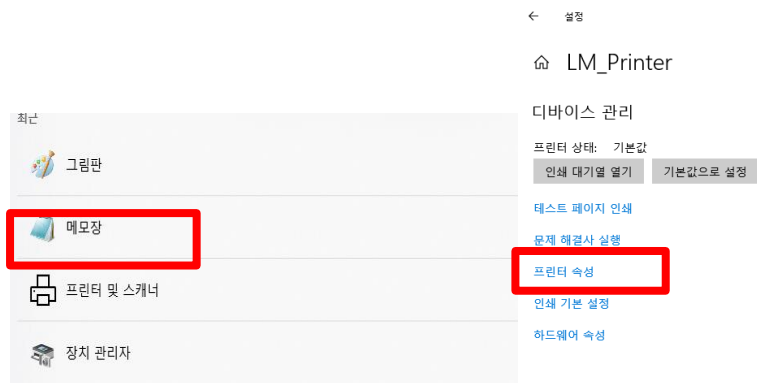 최근
그림판
메모장
프린터 및 스캐너
장치 관리자
설정
LM_Printer
디바이스 관리
프린터 상태: 기본값
인쇄 대기열 열기 기본값으로 설정
테스트 페이지 인쇄
문제 해결사 실행
프린터 속성
인쇄 기본 설정
하드웨어 속성